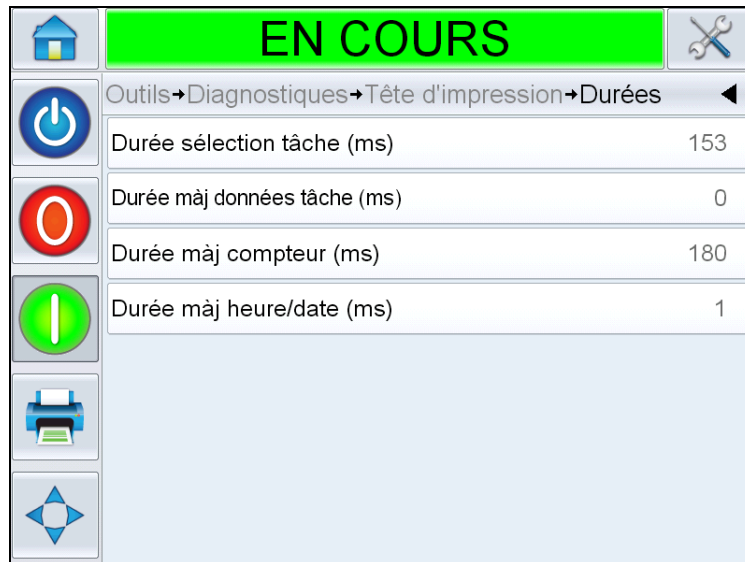 EN COURS
Outils→Diagnostiques→Tête d'impression→Durées
Durée sélection tâche (ms) 153
Durée màj données tâche (ms) 0
Durée màj compteur (ms) 180
Durée màj heure/date (ms) 1